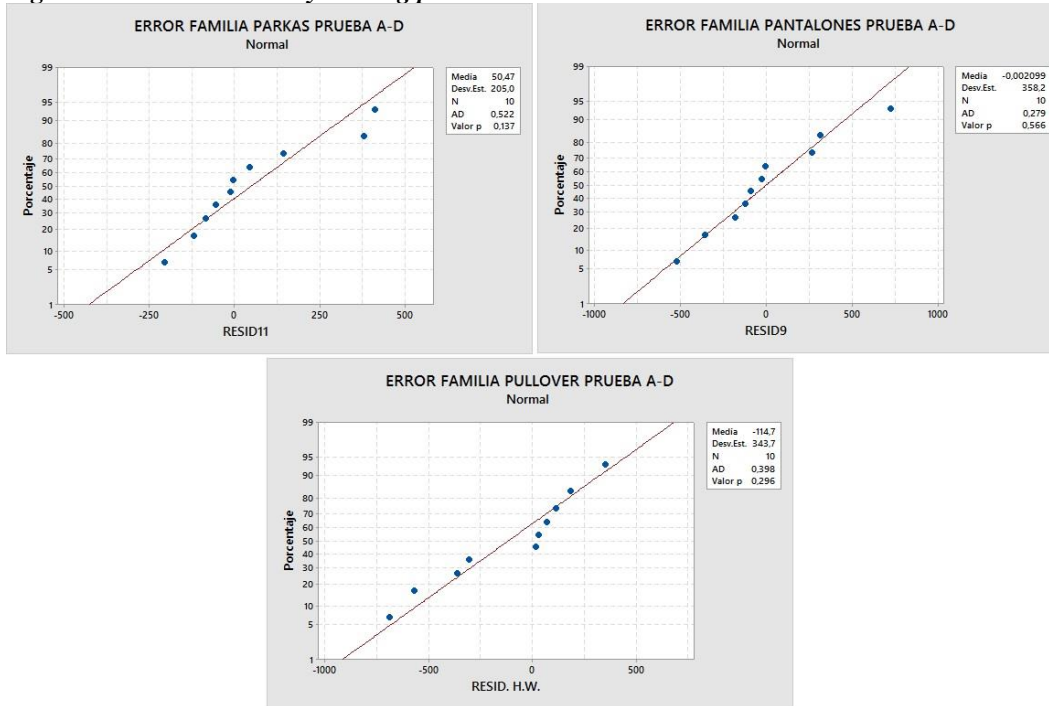 ERROR FAMILIA PARKAS PRUEBA A-D
Normal
99
95
90
80
70
60
50
40
30
20
10
5
1
Porcentaje
-500
-250
0
250
500
RESID11
Media 50,47
Desv.Est. 205,0
N 10
AD 0,522
Valor p 0,137
ERROR FAMILIA PANTALONES PRUEBA A-D
Normal
99
95
90
80
70
60
50
40
30
20
10
5
1
Porcentaje
-1000
-500
0
500
1000
RESID9
Media -0,002099
Desv.Est. 358,2
N 10
AD 0,279
Valor p 0,566
ERROR FAMILIA PULLOVER PRUEBA A-D
Normal
99
95
90
80
70
60
50
40
30
20
10
5
1
Porcentaje
-1000
-500
0
500
RESID. H.W.
Media -114,7
Desv.Est. 343,7
N 10
AD 0,398
Valor p 0,296